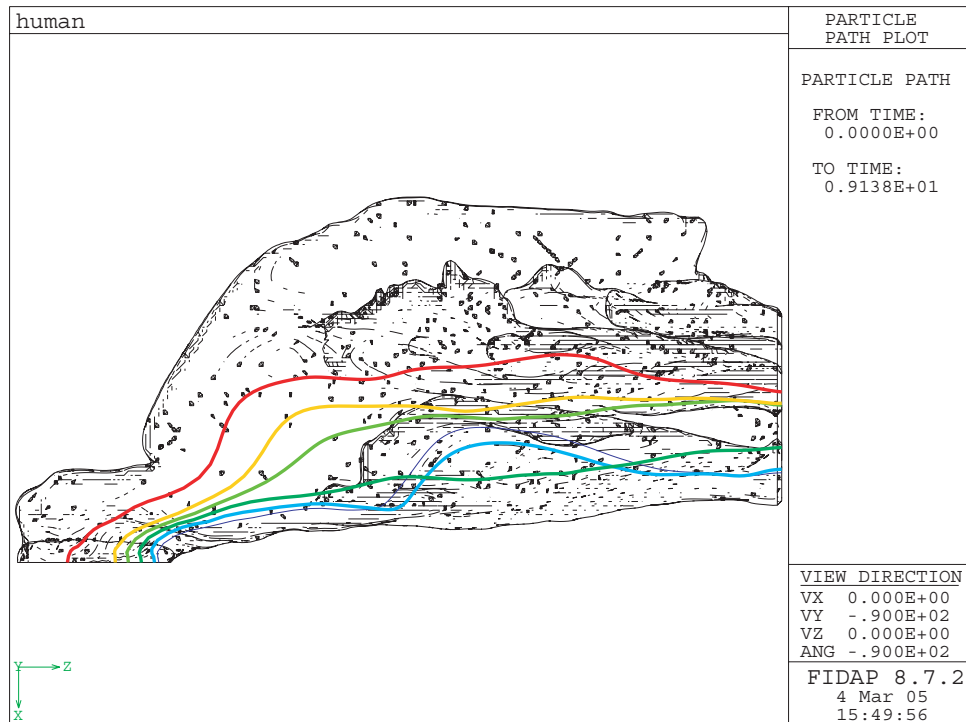 human
PARTICLE
PATH PLOT
PARTICLE PATH
FROM TIME:
0.0000E+00
TO TIME:
0.9138E+01
VIEW DIRECTION
VX 0.000E+00
VY -.900E+02
VZ 0.000E+00
ANG -.900E+02
FIDAP 8.7.2
4 Mar 05
15:49:56
Y Z
X